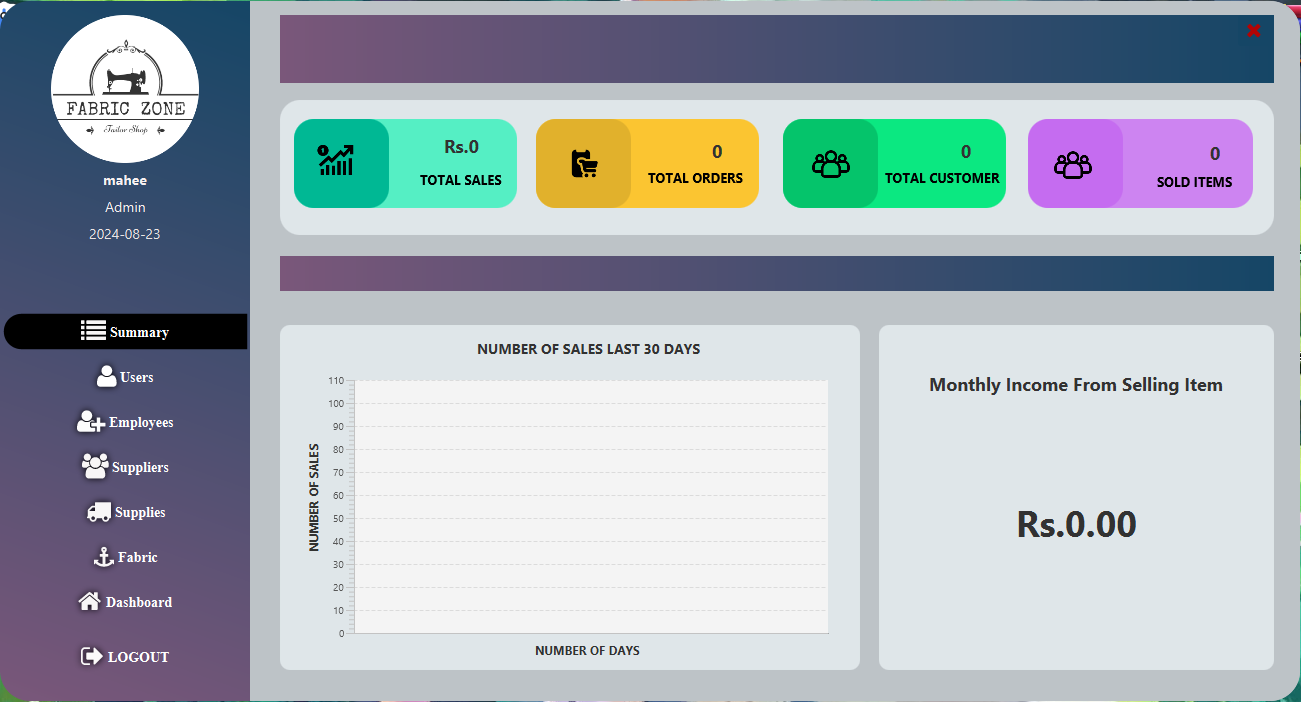 FABRIC ZONE
Tailor Shop
mahee
Admin
2024-08-23
Summary
Users
Employees
Suppliers
Supplies
Fabric
Dashboard
LOGOUT
Rs.0
TOTAL SALES
0
TOTAL ORDERS
0
TOTAL CUSTOMER
0
SOLD ITEMS
NUMBER OF SALES LAST 30 DAYS
NUMBER OF SALES
110
100
90
80
70
60
50
40
30
20
10
0
NUMBER OF DAYS
Monthly Income From Selling Item
Rs.0.00